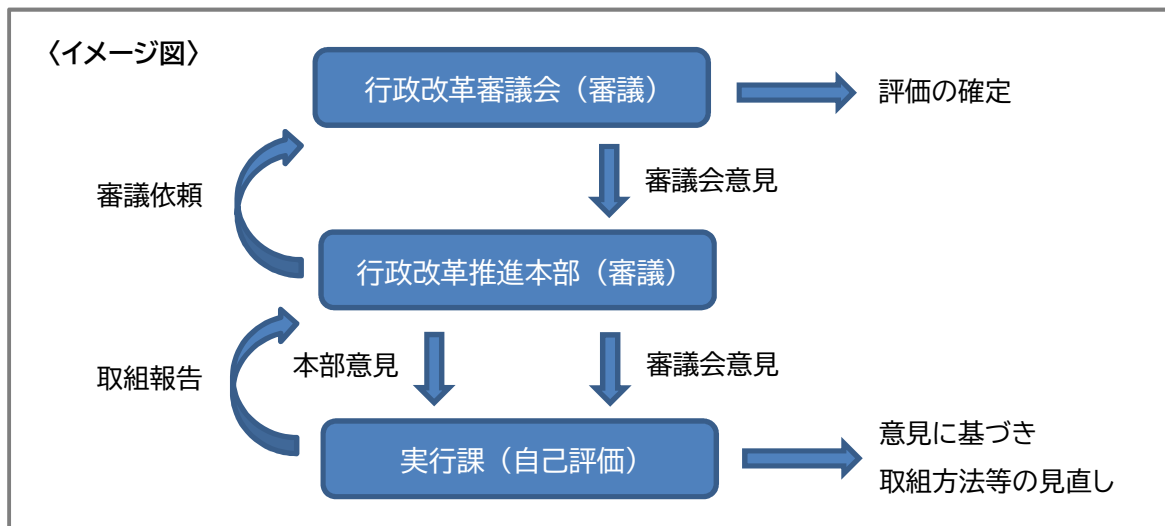 〈イメージ図〉
行政改革審議会（審議）
評価の確定
審議依頼
審議会意見
行政改革推進本部（審議）
取組報告
本部意見
審議会意見
実行課（自己評価）
意見に基づき
取組方法等の見直し